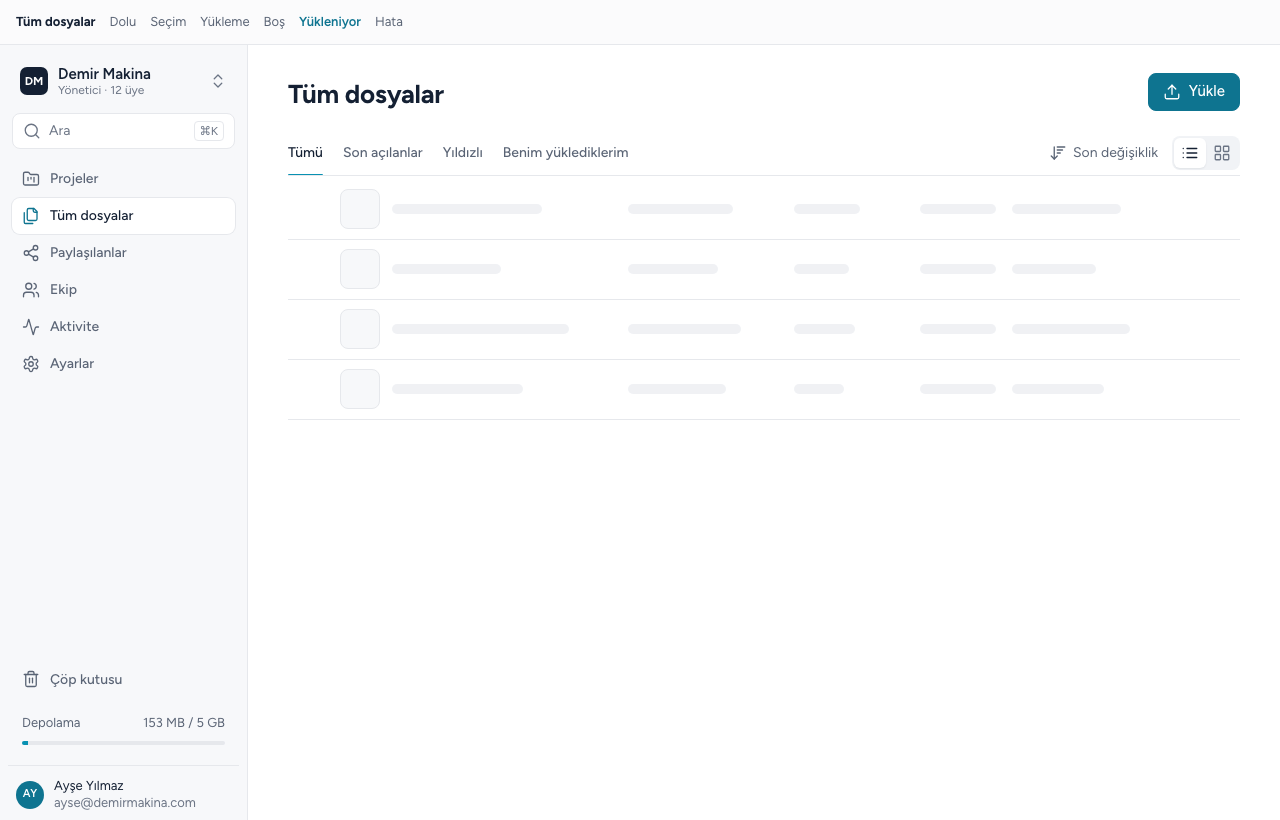 Tüm dosyalar Dolu Seçim Yükleme Boş Yükleniyor Hata
DM Demir Makina
Yönetici · 12 üye
Ara ⌘K
Projeler
Tüm dosyalar
Paylaşılanlar
Ekip
Aktivite
Ayarlar
Çöp kutusu
Depolama 153 MB / 5 GB
AY Ayşe Yılmaz
ayse@demirmakina.com
Tüm dosyalar
Yükle
Tümü Son açılanlar Yıldızlı Benim yüklediklerim Son değişiklik